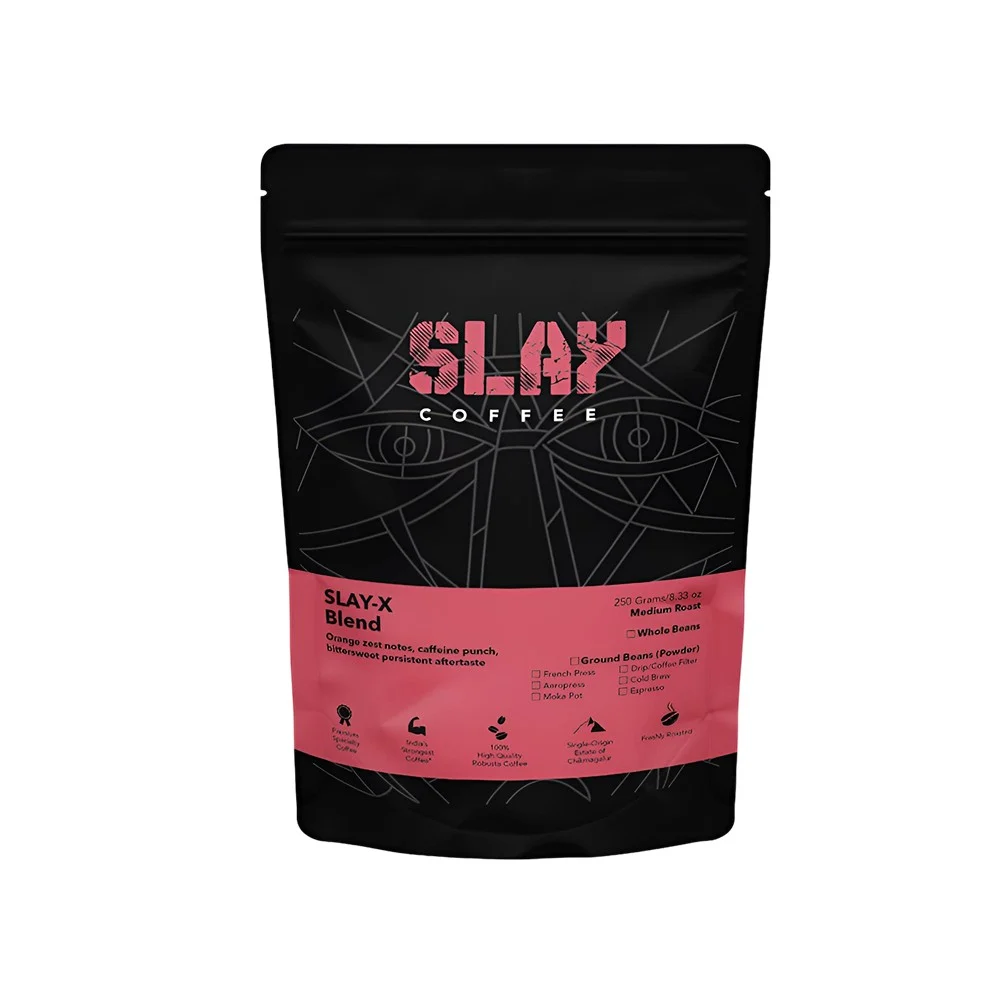 SLAY
COFFEE
SLAY-X
Blend
Orange zest notes, caffeine punch,
bittersweet persistent aftertaste
250 Grams/8.33 oz
Medium Roast
Whole Beans
Ground Beans (Powder)
French Press
Aeropress
Moka Pot
Drip/Coffee Filter
Cold Brew
Espresso
Premium
Specialty
Coffee
India's
Strongest
Coffee*
100%
High Quality
Robusta Coffee
Single-Origin
Estate of
Chikmagalur
Freshly Roasted